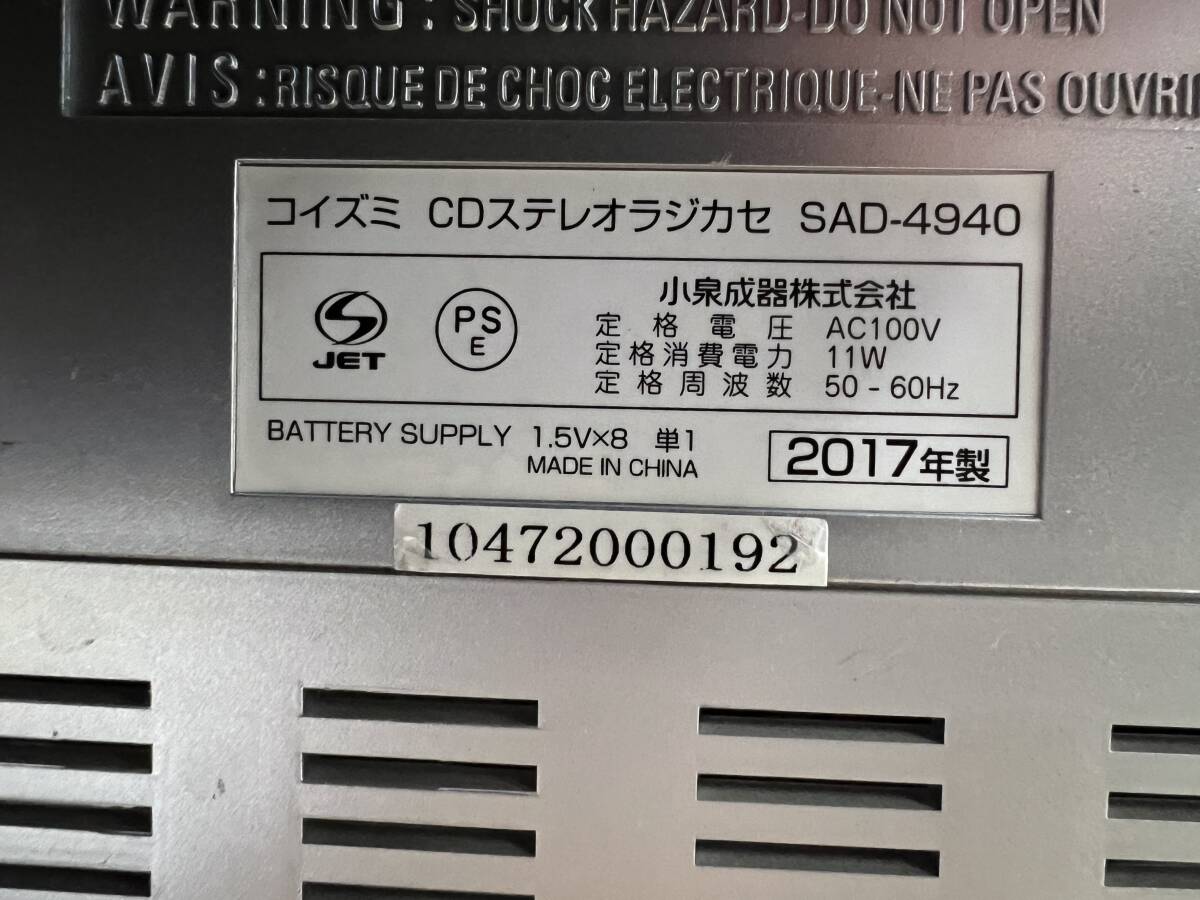 WARNING : SHOCK HAZARD-DO NOT OPEN
AVIS : RISQUE DE CHOC ELECTRIQUE-NE PAS OUVRI
コイズミ CDステレオラジカセ SAD-4940
JET
PS
E
小泉成器株式会社
定格電圧 AC100V
定格消費電力 11W
定格周波数 50 - 60Hz
BATTERY SUPPLY 1.5V×8 単1
MADE IN CHINA
2017年製
10472000192